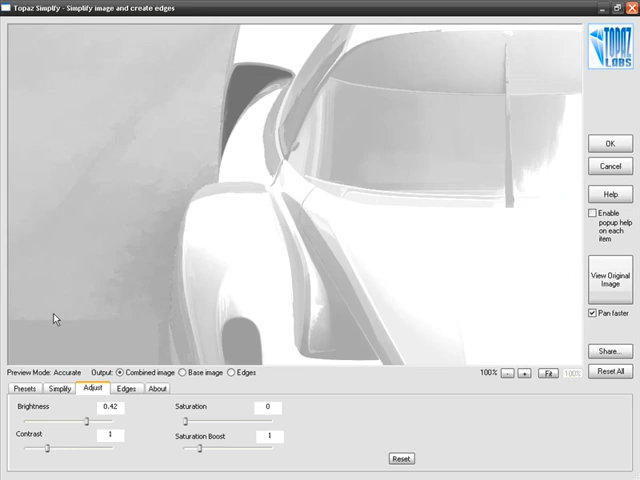 Topaz Simplify - Simplify image and create edges
TOPAZ
LABS
OK
Cancel
Help
Enable
popup help
on each
item
View Original
Image
Pan faster
Share...
Reset All
Preview Mode: Accurate Output: Combined image Base image Edges 100% - + Fit 100%
Presets Simplify Adjust Edges About
Brightness 0.42 Saturation 0
Contrast 1 Saturation Boost 1
Reset